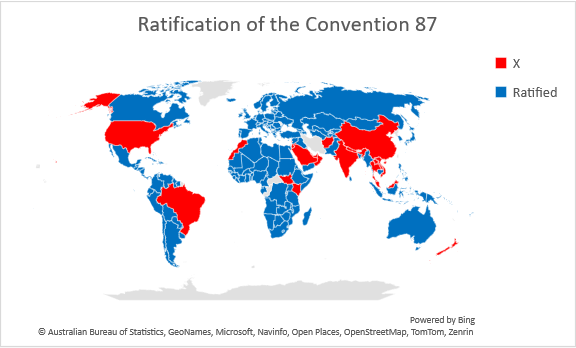 Ratification of the Convention 87
X
Ratified
Powered by Bing
© Australian Bureau of Statistics, GeoNames, Microsoft, Navinfo, Open Places, OpenStreetMap, TomTom, Zenrin